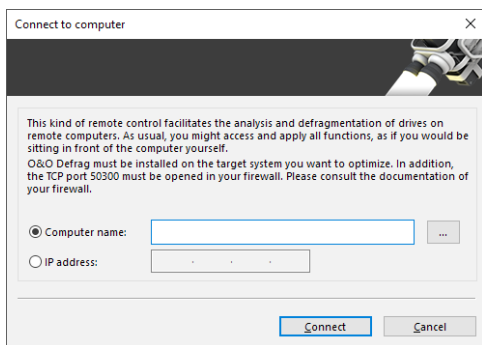 Connect to computer
This kind of remote control facilitates the analysis and defragmentation of drives on
remote computers. As usual, you might access and apply all functions, as if you would be
sitting in front of the computer yourself.
O&O Defrag must be installed on the target system you want to optimize. In addition,
the TCP port 50300 must be opened in your firewall. Please consult the documentation of
your firewall.
Computer name:
...
IP address:
. . .
Connect Cancel